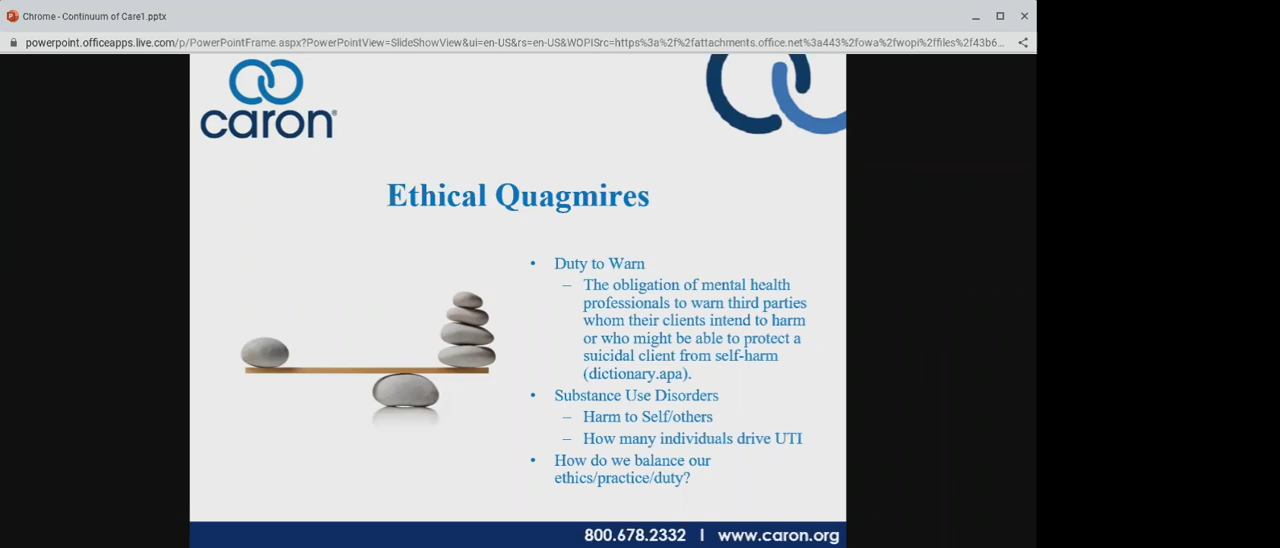 Chrome - Continuum of Care1.pptx
powerpoint.officeapps.live.com/p/PowerPointFrame.aspx?PowerPointView=SlideShowView&ui=en-US&rs=en-US&WOPISrc=https%3a%2f%2fattachments.office.net%3a443%2fowa%2fwopi%2ffiles%2f43b6...
caron®
Ethical Quagmires
• Duty to Warn
– The obligation of mental health
professionals to warn third parties
whom their clients intend to harm
or who might be able to protect a
suicidal client from self-harm
(dictionary.apa).
• Substance Use Disorders
– Harm to Self/others
– How many individuals drive UTI
• How do we balance our
ethics/practice/duty?
800.678.2332 | www.caron.org